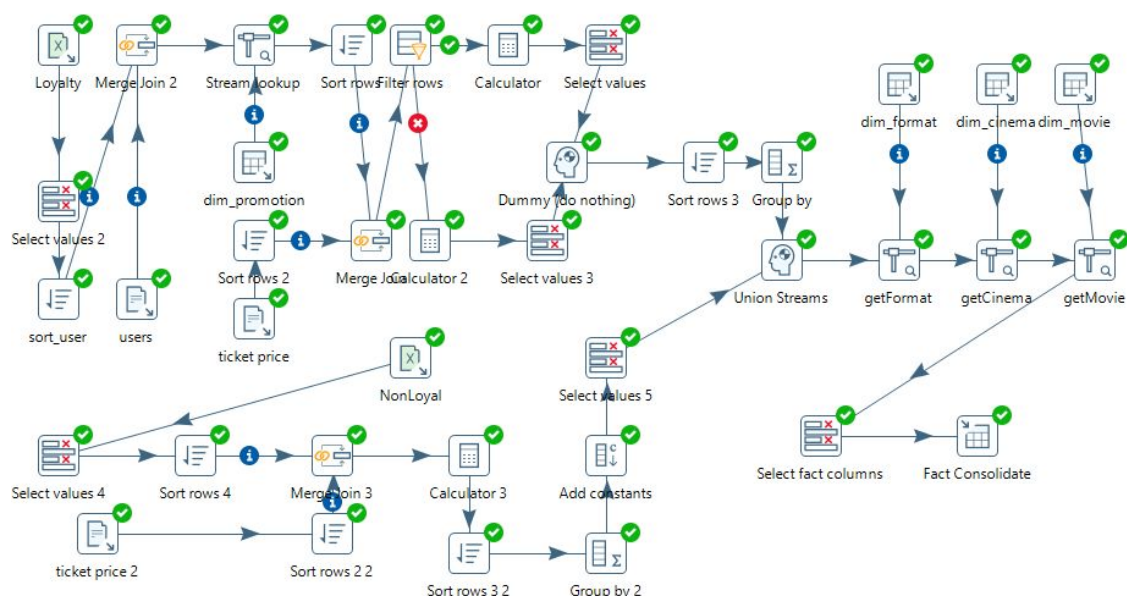 Loyalty
Merge Join 2
Stream lookup
Sort rows
Filter rows
Calculator
Select values
dim_format
dim_cinema
dim_movie
dim_promotion
Dummy (do nothing)
Sort rows 3
Group by
Select values 2
Sort rows 2
Merge Join
Calculator 2
Select values 3
Union Streams
getFormat
getCinema
getMovie
sort_user
users
ticket price
NonLoyal
Select values 5
Select values 4
Sort rows 4
Merge Join 3
Calculator 3
Add constants
Select fact columns
Fact Consolidate
ticket price 2
Sort rows 2 2
Sort rows 3 2
Group by 2